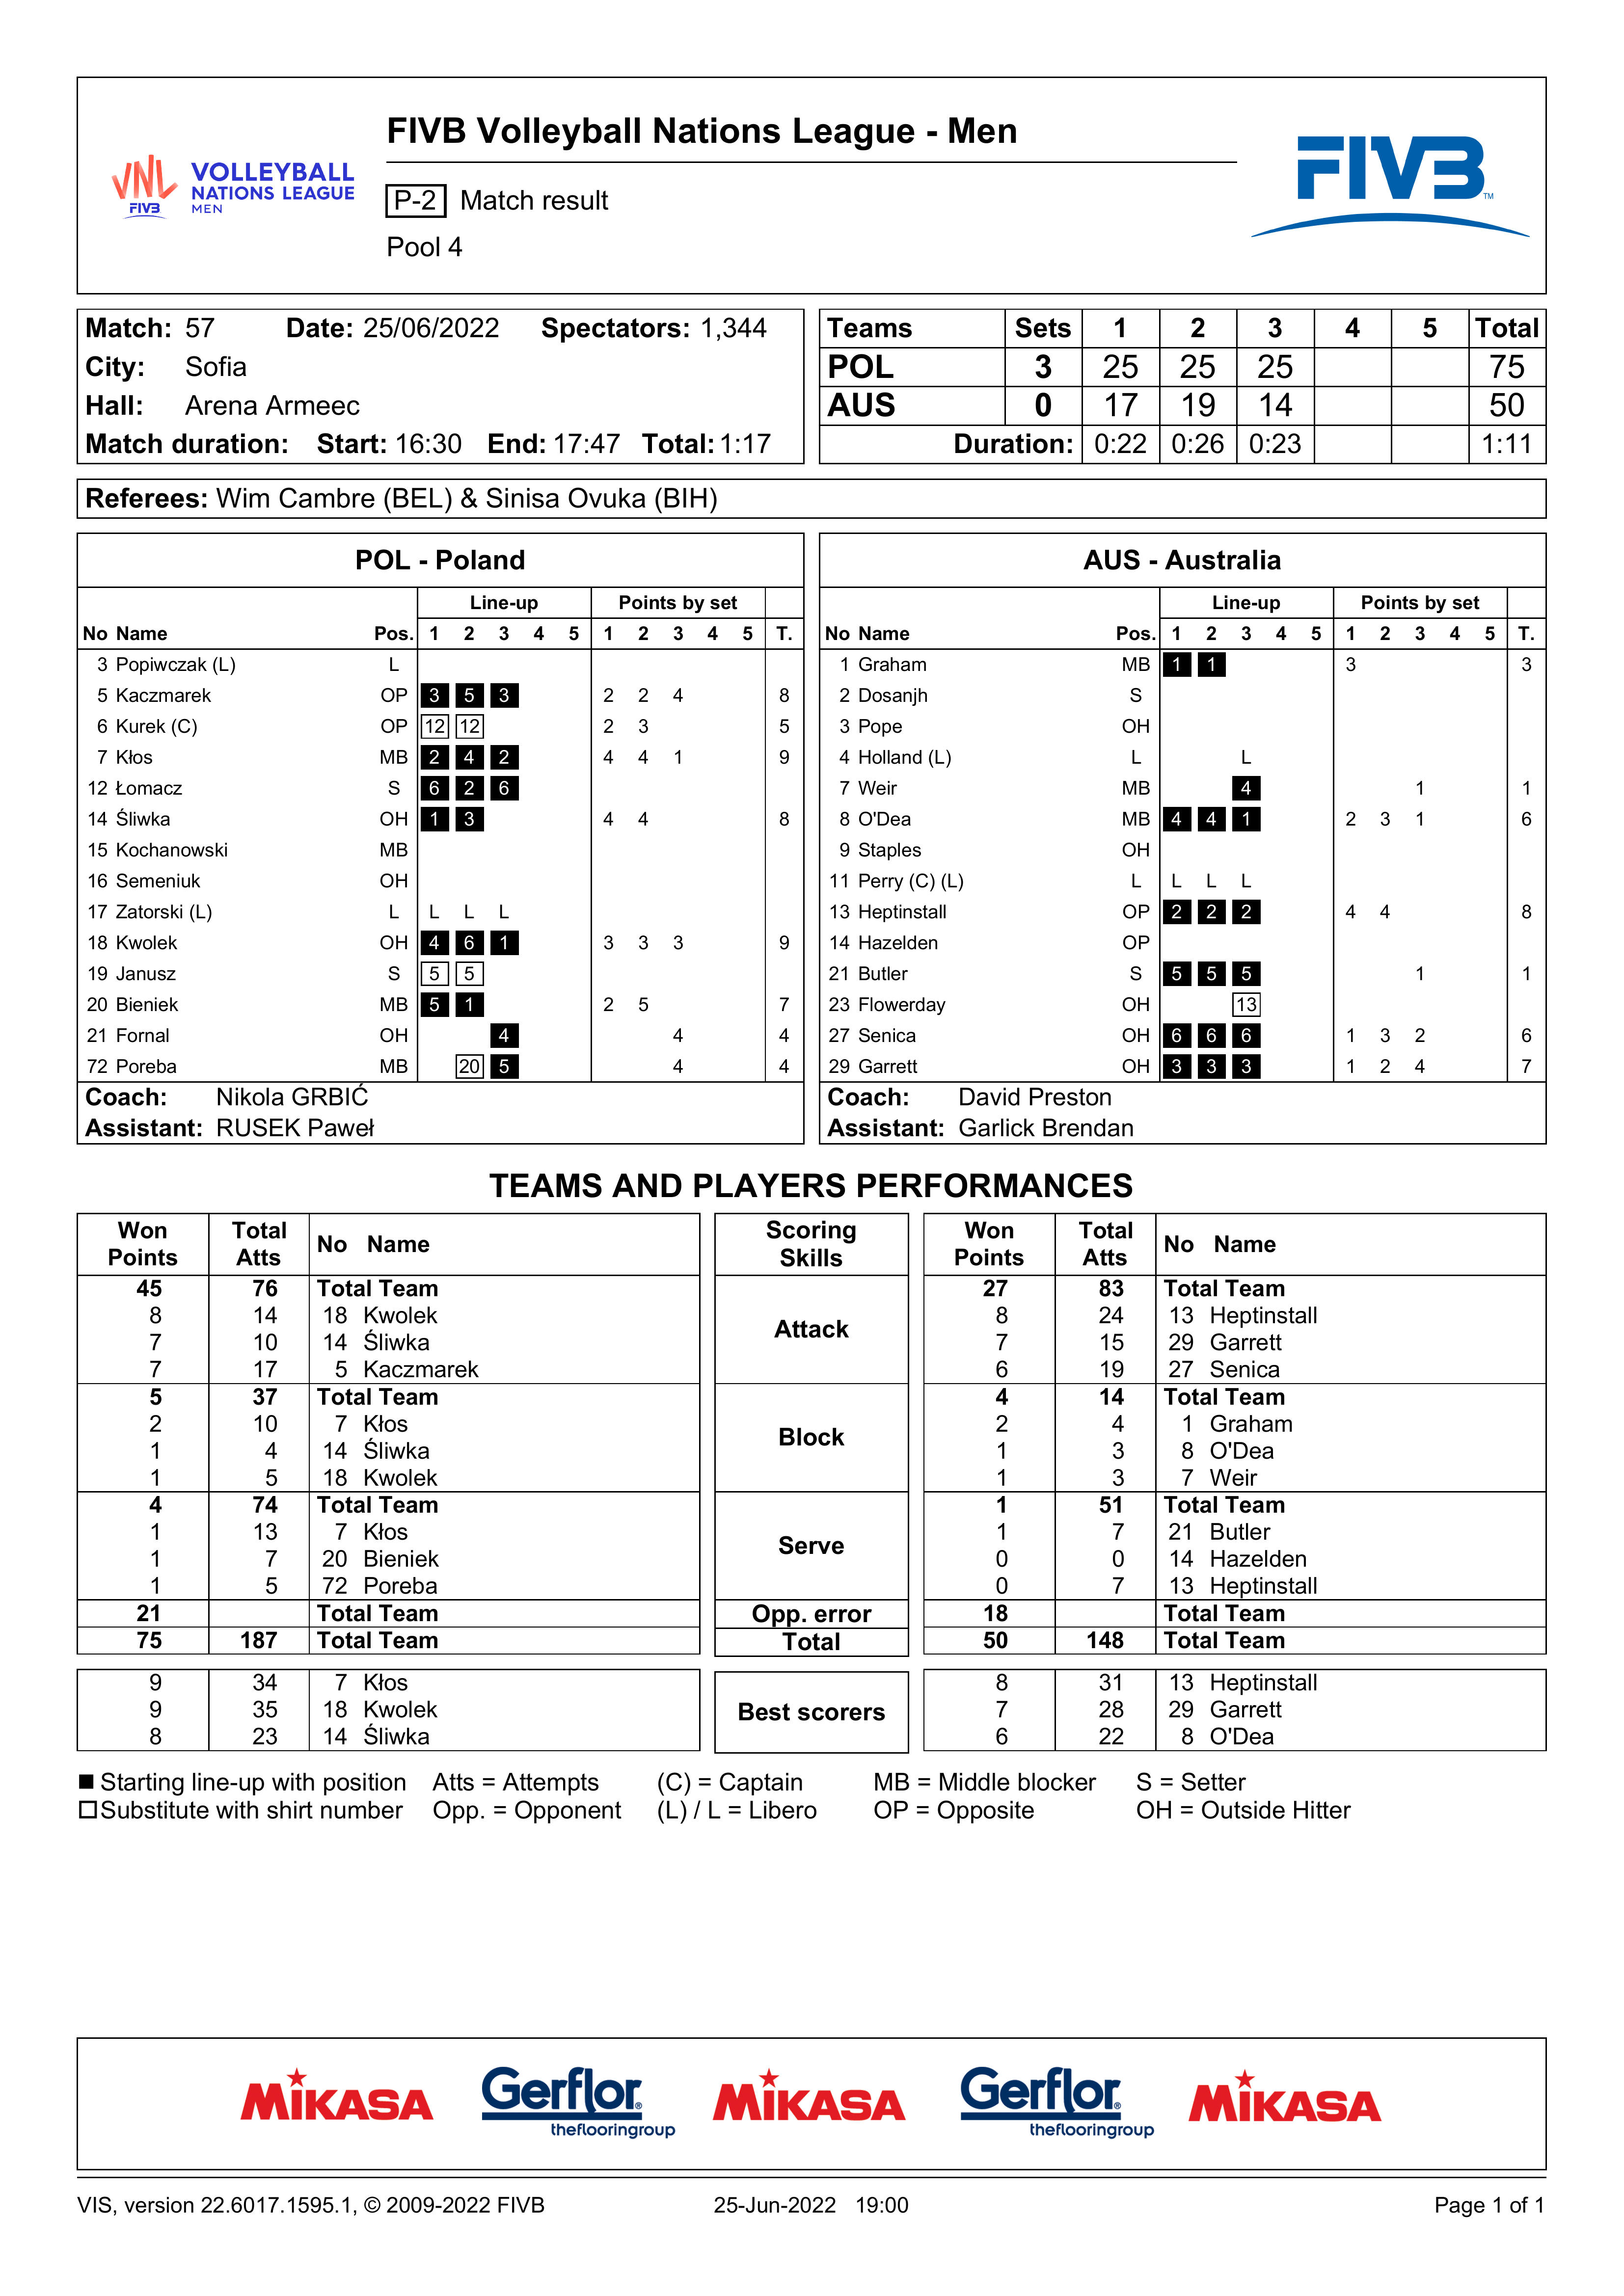 FIVB Volleyball Nations League - Men
VNL FIVB VOLLEYBALL NATIONS LEAGUE MEN
P-2 Match result
FIVB TM
Pool 4
Match: 57 Date: 25/06/2022 Spectators: 1,344
City: Sofia
Hall: Arena Armeec
Match duration: Start: 16:30 End: 17:47 Total: 1:17
Teams Sets 1 2 3 4 5 Total
POL 3 25 25 25 75
AUS 0 17 19 14 50
Duration: 0:22 0:26 0:23 1:11
Referees: Wim Cambre (BEL) & Sinisa Ovuka (BIH)
POL - Poland
Line-up Points by set
No Name Pos. 1 2 3 4 5 1 2 3 4 5 T.
3 Popiwczak (L) L
5 Kaczmarek OP 3 5 3 2 2 4 8
6 Kurek (C) OP 12 12 2 3 5
7 Kłos MB 2 4 2 4 4 1 9
12 Łomacz S 6 2 6
14 Śliwka OH 1 3 4 4 8
15 Kochanowski MB
16 Semeniuk OH
17 Zatorski (L) L L L L
18 Kwolek OH 4 6 1 3 3 3 9
19 Janusz S 5 5
20 Bieniek MB 5 1 2 5 7
21 Fornal OH 4 4 4
72 Poreba MB 20 5 4 4
Coach: Nikola GRBIĆ
Assistant: RUSEK Paweł
AUS - Australia
Line-up Points by set
No Name Pos. 1 2 3 4 5 1 2 3 4 5 T.
1 Graham MB 1 1 3 3
2 Dosanjh S
3 Pope OH
4 Holland (L) L L
7 Weir MB 4 1 1
8 O'Dea MB 4 4 1 2 3 1 6
9 Staples OH
11 Perry (C) (L) L L L L
13 Heptinstall OP 2 2 2 4 4 8
14 Hazelden OP
21 Butler S 5 5 5 1 1
23 Flowerday OH 13
27 Senica OH 6 6 6 1 3 2 6
29 Garrett OH 3 3 3 1 2 4 7
Coach: David Preston
Assistant: Garlick Brendan
TEAMS AND PLAYERS PERFORMANCES
Won Points Total Atts No Name Scoring Skills Won Points Total Atts No Name
45 76 Total Team Attack 27 83 Total Team
8 14 18 Kwolek 8 24 13 Heptinstall
7 10 14 Śliwka 7 15 29 Garrett
7 17 5 Kaczmarek 6 19 27 Senica
5 37 Total Team Block 4 14 Total Team
2 10 7 Kłos 2 4 1 Graham
1 4 14 Śliwka 1 3 8 O'Dea
1 5 18 Kwolek 1 3 7 Weir
4 74 Total Team Serve 1 51 Total Team
1 13 7 Kłos 1 7 21 Butler
1 7 20 Bieniek 0 0 14 Hazelden
1 5 72 Poreba 0 7 13 Heptinstall
21 Total Team Opp. error 18 Total Team
75 187 Total Team Total 50 148 Total Team
9 34 7 Kłos Best scorers 8 31 13 Heptinstall
9 35 18 Kwolek 7 28 29 Garrett
8 23 14 Śliwka 6 22 8 O'Dea
Starting line-up with position Atts = Attempts (C) = Captain MB = Middle blocker S = Setter
Substitute with shirt number Opp. = Opponent (L) / L = Libero OP = Opposite OH = Outside Hitter
MIKASA Gerflor® theflooringgroup MIKASA Gerflor® theflooringgroup MIKASA
VIS, version 22.6017.1595.1, © 2009-2022 FIVB 25-Jun-2022 19:00 Page 1 of 1